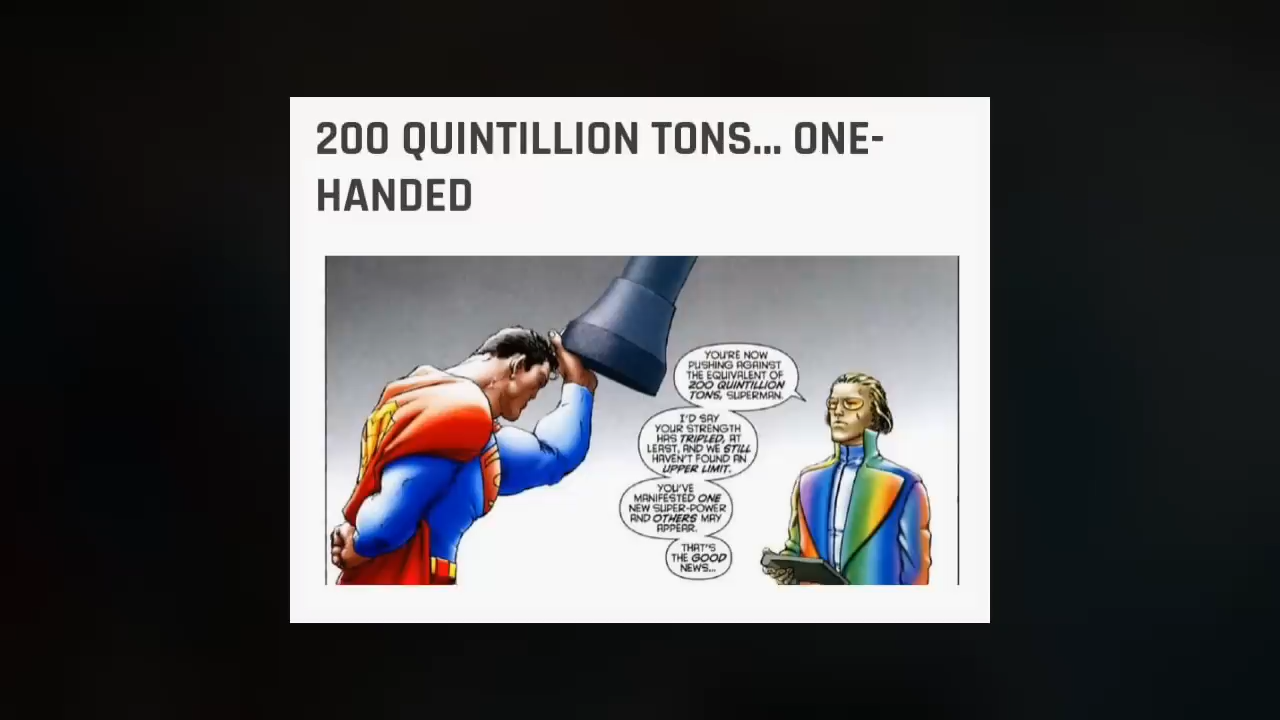 200 QUINTILLION TONS... ONE-
HANDED
YOU'RE NOW
PUSHING AGAINST
THE EQUIVALENT OF
200 QUINTILLION
TONS, SUPERMAN.
I'D SAY
YOUR STRENGTH
HAS TRIPLED, AT
LEAST, AND WE STILL
HAVEN'T FOUND AN
UPPER LIMIT.
YOU'VE
MANIFESTED ONE
NEW SUPER-POWER
AND OTHERS MAY
APPEAR.
THAT'S
THE GOOD
NEWS...